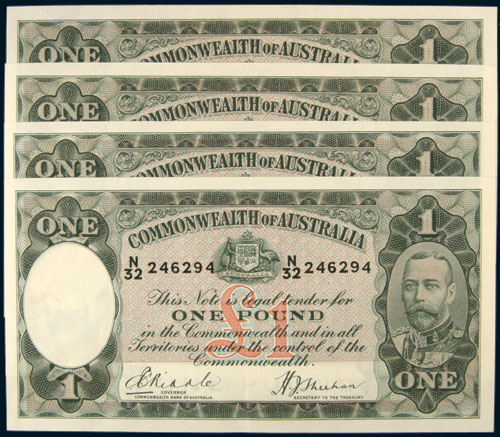 ONE COMMONWEALTH OF AUSTRALIA 1
ONE COMMONWEALTH OF AUSTRALIA 1
ONE COMMONWEALTH OF AUSTRALIA 1
ONE COMMONWEALTH OF AUSTRALIA 1
N/32 246294 N/32 246294
This Note is legal tender for
ONE POUND
£1
in the Commonwealth and in all
Territories under the control of the
Commonwealth.
1 ONE
E C Riddle H J Sheehan
GOVERNOR SECRETARY TO THE TREASURY
COMMONWEALTH BANK OF AUSTRALIA